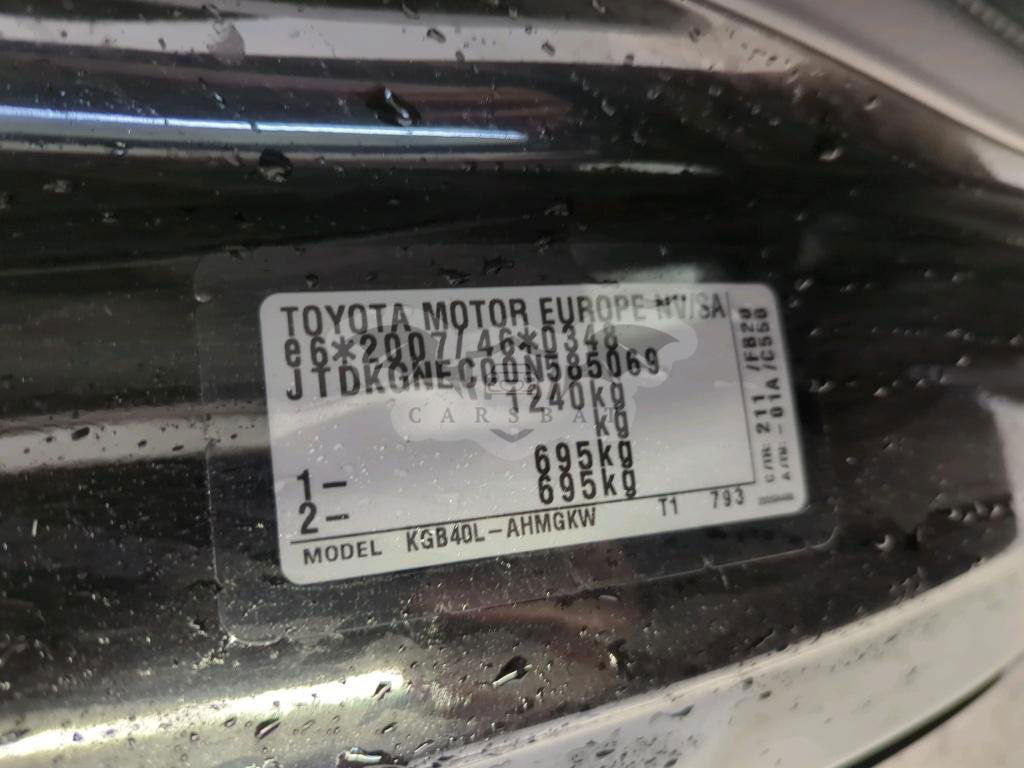 TOYOTA MOTOR EUROPE NV/SA
e6*2007/46*0348
JTDKGNEC00N585069
1240kg
kg
1- 695kg
2- 695kg
MODEL KGB40L-AHMGKW T1 793
C/TR: 211 /FB20
A/TM: -01A /C550
CARSBAT